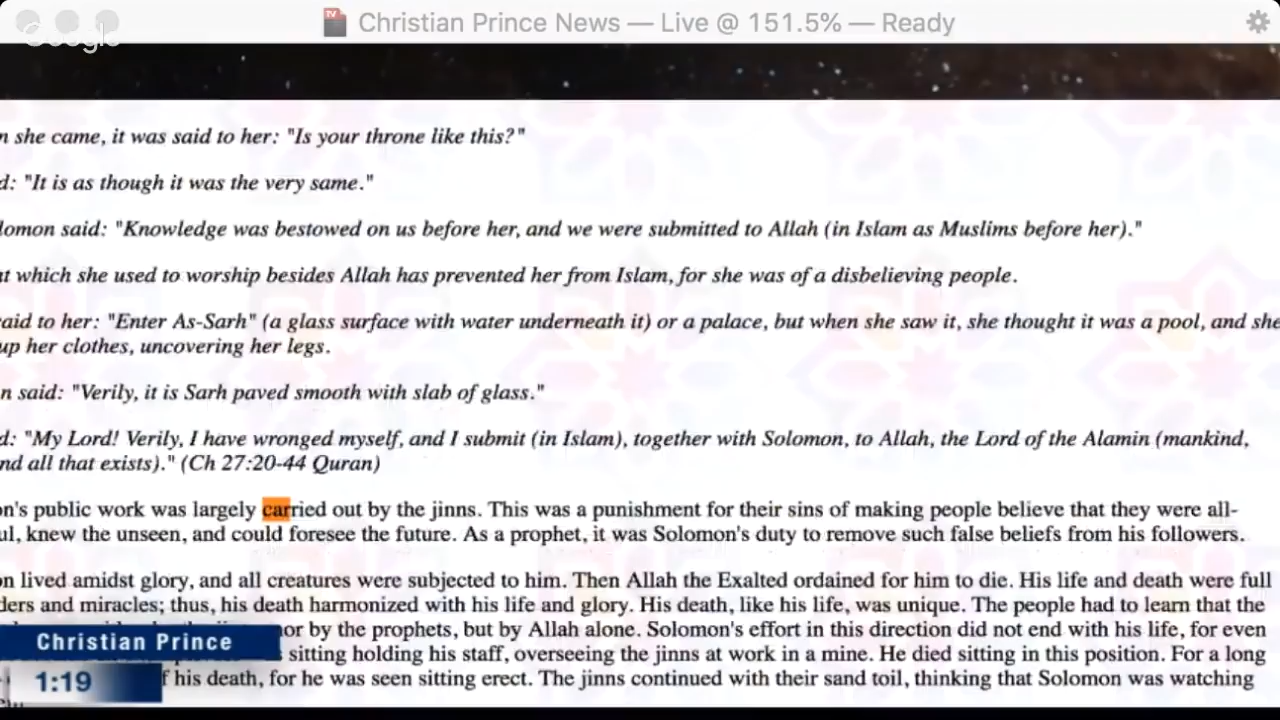 Christian Prince News — Live @ 151.5% — Ready
Google
n she came, it was said to her: "Is your throne like this?"
d: "It is as though it was the very same."
lomon said: "Knowledge was bestowed on us before her, and we were submitted to Allah (in Islam as Muslims before her)."
at which she used to worship besides Allah has prevented her from Islam, for she was of a disbelieving people.
aid to her: "Enter As-Sarh" (a glass surface with water underneath it) or a palace, but when she saw it, she thought it was a pool, and she
up her clothes, uncovering her legs.
n said: "Verily, it is Sarh paved smooth with slab of glass."
d: "My Lord! Verily, I have wronged myself, and I submit (in Islam), together with Solomon, to Allah, the Lord of the Alamin (mankind,
nd all that exists)." (Ch 27:20-44 Quran)
on's public work was largely carried out by the jinns. This was a punishment for their sins of making people believe that they were all-
ul, knew the unseen, and could foresee the future. As a prophet, it was Solomon's duty to remove such false beliefs from his followers.
on lived amidst glory, and all creatures were subjected to him. Then Allah the Exalted ordained for him to die. His life and death were full
ders and miracles; thus, his death harmonized with his life and glory. His death, like his life, was unique. The people had to learn that the
nor by the prophets, but by Allah alone. Solomon's effort in this direction did not end with his life, for even
Christian Prince
sitting holding his staff, overseeing the jinns at work in a mine. He died sitting in this position. For a long
1:19
f his death, for he was seen sitting erect. The jinns continued with their sand toil, thinking that Solomon was watching